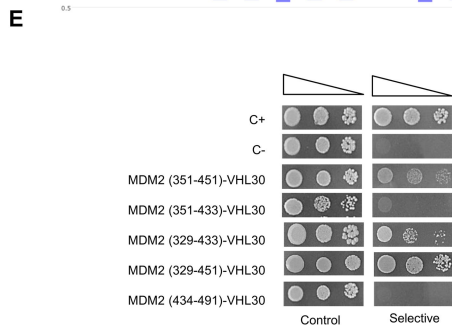 0.5
E
C+
C-
MDM2 (351-451)-VHL30
MDM2 (351-433)-VHL30
MDM2 (329-433)-VHL30
MDM2 (329-451)-VHL30
MDM2 (434-491)-VHL30
Control Selective